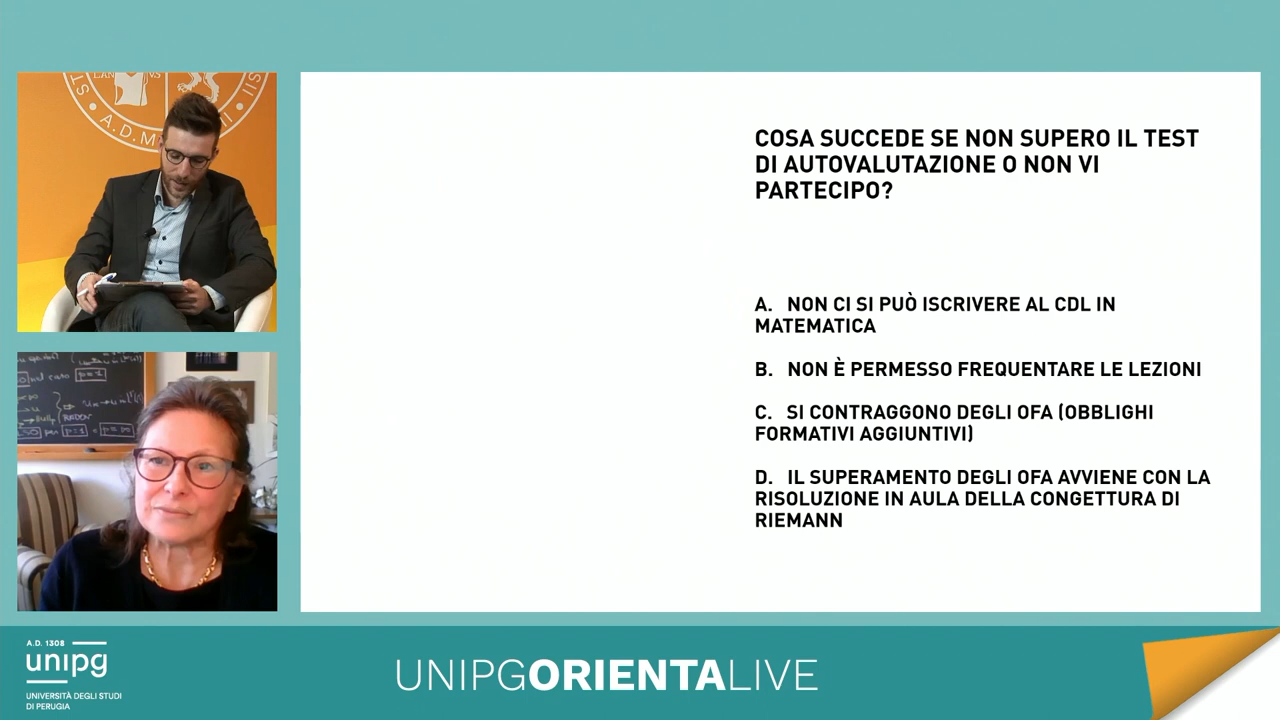 COSA SUCCEDE SE NON SUPERO IL TEST
DI AUTOVALUTAZIONE O NON VI
PARTECIPO?
A. NON CI SI PUÒ ISCRIVERE AL CDL IN
MATEMATICA
B. NON È PERMESSO FREQUENTARE LE LEZIONI
C. SI CONTRAGGONO DEGLI OFA (OBBLIGHI
FORMATIVI AGGIUNTIVI)
D. IL SUPERAMENTO DEGLI OFA AVVIENE CON LA
RISOLUZIONE IN AULA DELLA CONGETTURA DI
RIEMANN
A.D. 1308
unipg
UNIVERSITÀ DEGLI STUDI
DI PERUGIA
UNIPGORIENTALIVE